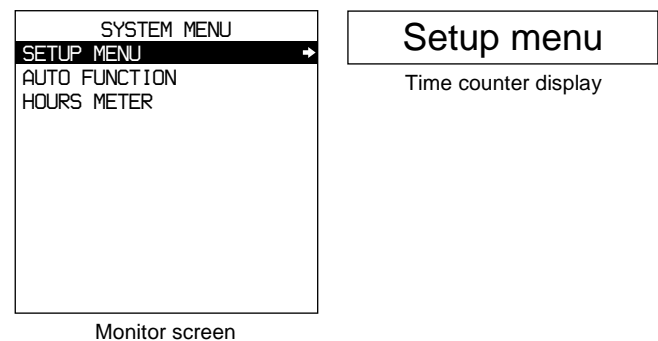 SYSTEM MENU
SETUP MENU
AUTO FUNCTION
HOURS METER
Monitor screen
Setup menu
Time counter display